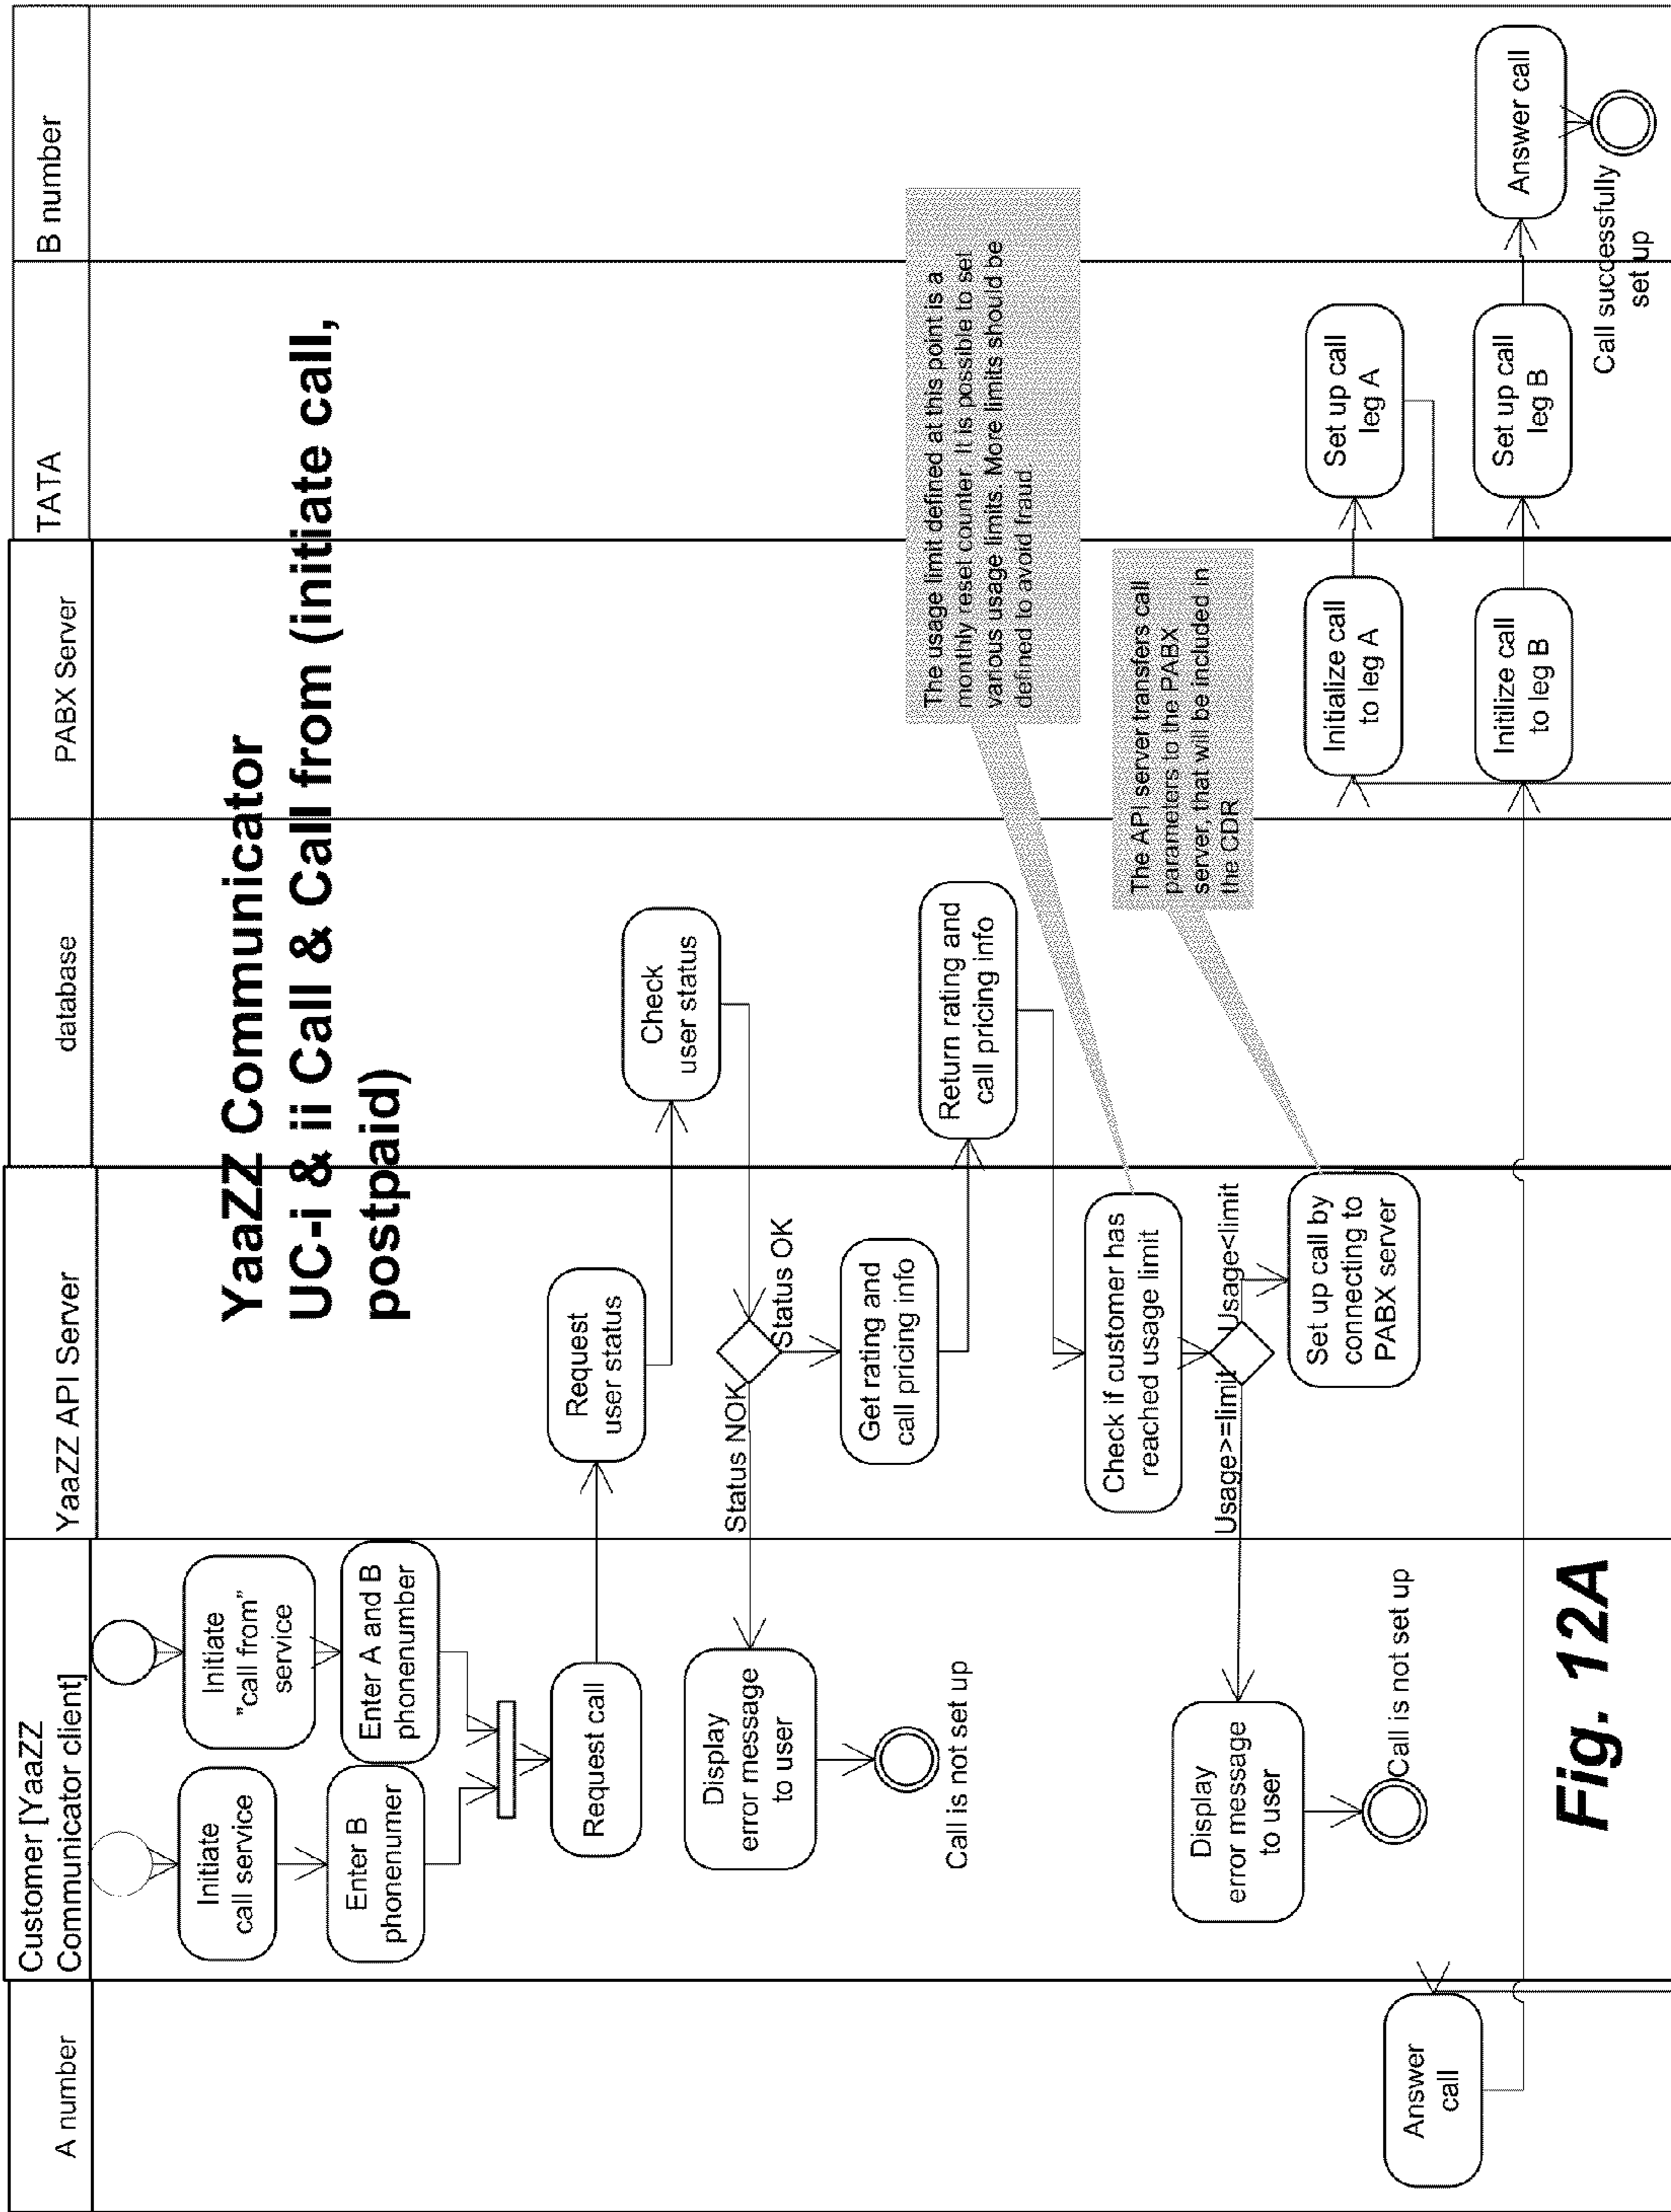 A number
Customer [YaaZZ
Communicator client]
YaaZZ API Server
database
PABX Server
TATA
B number
YaaZZ Communicator
UC-i & ii Call & Call from (initiate call,
postpaid)
Initiate
call service
Initiate
"call from"
service
Enter B
phonenumer
Enter A and B
phonenumber
Request call
Request
user status
Check
user status
Status NOK
Status OK
Display
error message
to user
Call is not set up
Get rating and
call pricing info
Return rating and
call pricing info
The usage limit defined at this point is a
monthly reset counter. It is possible to set
various usage limits. More limits should be
defined to avoid fraud
Check if customer has
reached usage limit
Usage>=limit
Usage<limit
Display
error message
to user
Call is not set up
Set up call by
connecting to
PABX server
The API server transfers call
parameters to the PABX
server, that will be included in
the CDR
Initialize call
to leg A
Set up call
leg A
Answer
call
Initilize call
to leg B
Set up call
leg B
Answer call
Call successfully
set up
Fig. 12A